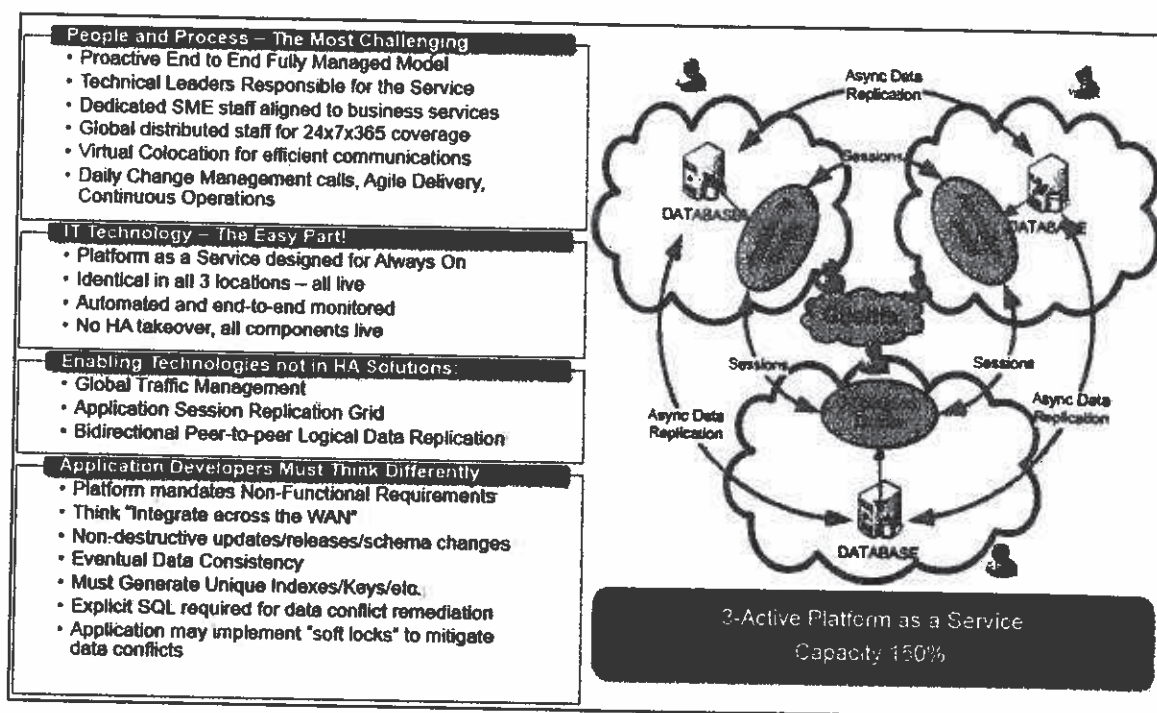 People and Process – The Most Challenging
• Proactive End to End Fully Managed Model
• Technical Leaders Responsible for the Service
• Dedicated SME staff aligned to business services
• Global distributed staff for 24x7x365 coverage
• Virtual Colocation for efficient communications
• Daily Change Management calls, Agile Delivery,
Continuous Operations
IT Technology – The Easy Part!
• Platform as a Service designed for Always On
• Identical in all 3 locations – all live
• Automated and end-to-end monitored
• No HA takeover, all components live
Enabling Technologies not in HA Solutions:
• Global Traffic Management
• Application Session Replication Grid
• Bidirectional Peer-to-peer Logical Data Replication
Application Developers Must Think Differently
• Platform mandates Non-Functional Requirements
• Think "Integrate across the WAN"
• Non-destructive updates/releases/schema changes
• Eventual Data Consistency
• Must Generate Unique Indexes/Keys/etc.
• Explicit SQL required for data conflict remediation
• Application may implement "soft locks" to mitigate
data conflicts
Async Data
Replication
Sessions
DATABASE
DATABASE
Sessions
Sessions
Async Data
Replication
Async Data
Replication
DATABASE
3-Active Platform as a Service
Capacity 150%